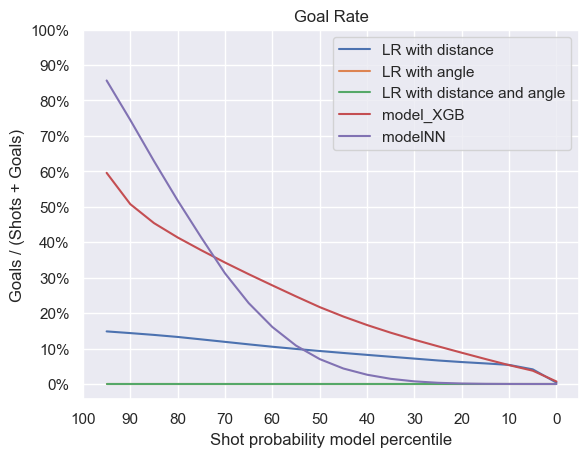 Goal Rate
100%
90%
80%
70%
60%
50%
40%
30%
20%
10%
0%
Goals / (Shots + Goals)
LR with distance
LR with angle
LR with distance and angle
model_XGB
modelNN
100 90 80 70 60 50 40 30 20 10 0
Shot probability model percentile